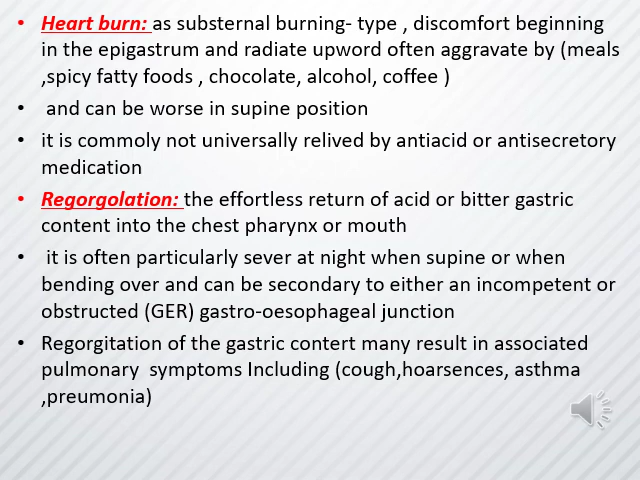 • Heart burn: as substernal burning- type , discomfort beginning
in the epigastrum and radiate upword often aggravate by (meals
,spicy fatty foods , chocolate, alcohol, coffee )
• and can be worse in supine position
• it is commoly not universally relived by antiacid or antisecretory
medication
• Regorgolation: the effortless return of acid or bitter gastric
content into the chest pharynx or mouth
• it is often particularly sever at night when supine or when
bending over and can be secondary to either an incompetent or
obstructed (GER) gastro-oesophageal junction
• Regorgitation of the gastric contert many result in associated
pulmonary symptoms Including (cough,hoarsences, asthma
,preumonia)